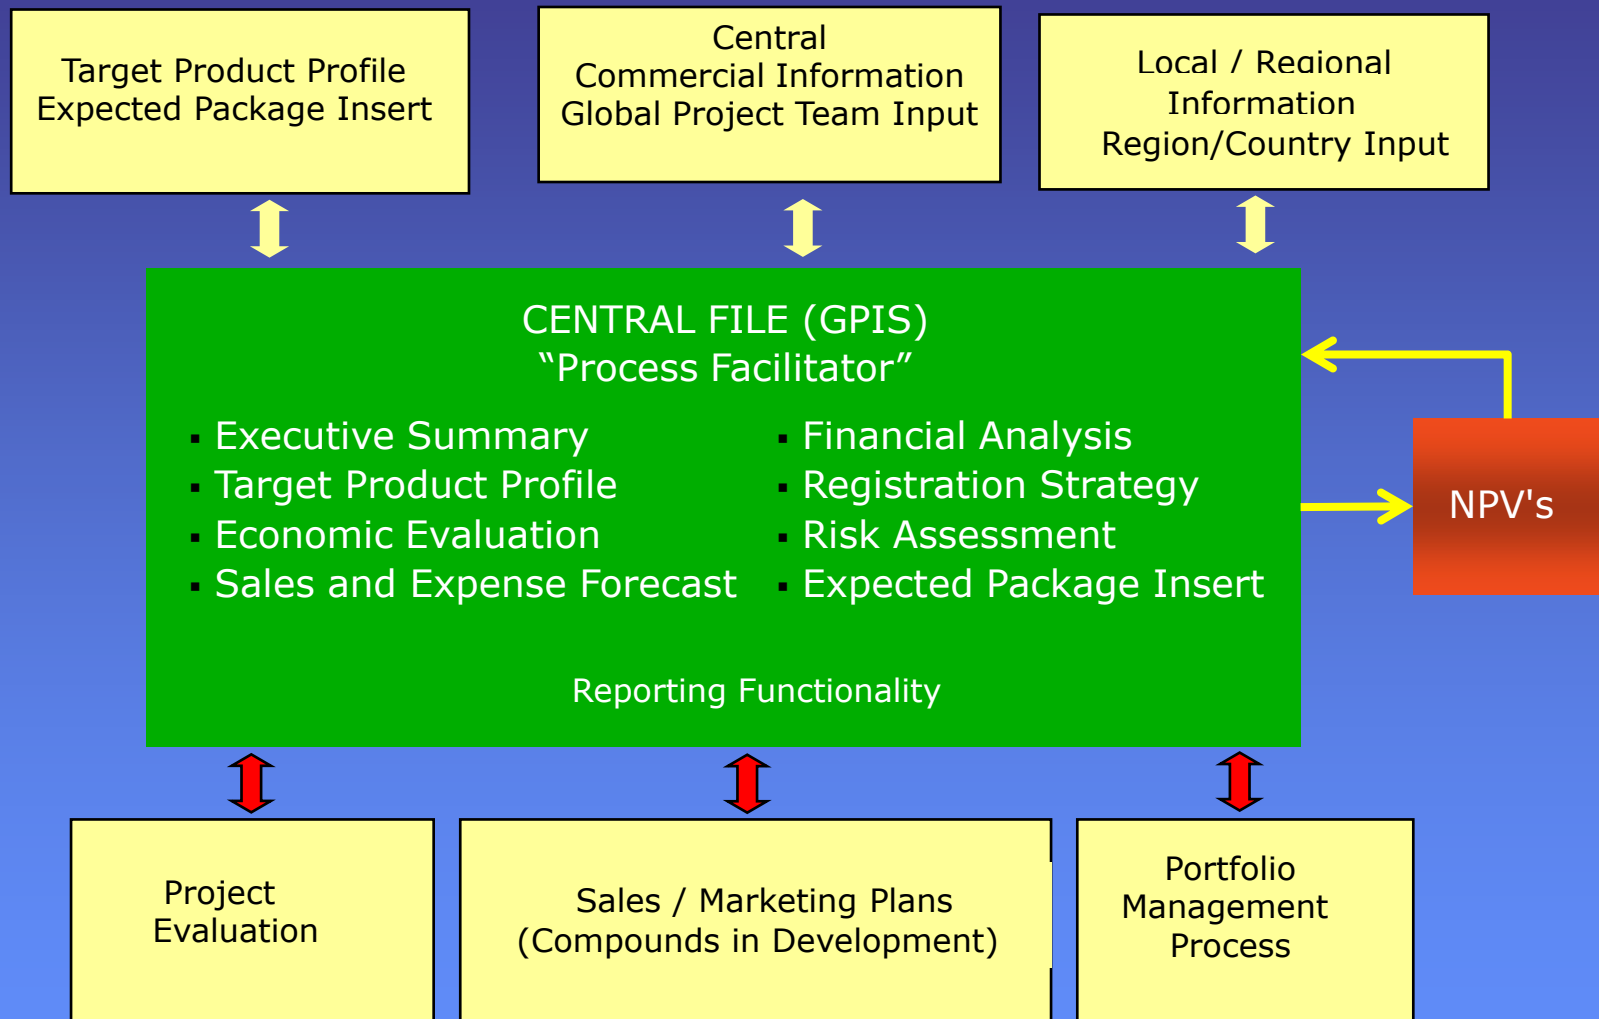 Target Product Profile
Expected Package Insert
Central
Commercial Information
Global Project Team Input
Local / Regional
Information
Region/Country Input
CENTRAL FILE (GPIS)
“Process Facilitator”
▪ Executive Summary
▪ Target Product Profile
▪ Economic Evaluation
▪ Sales and Expense Forecast
▪ Financial Analysis
▪ Registration Strategy
▪ Risk Assessment
▪ Expected Package Insert
Reporting Functionality
NPV's
Project
Evaluation
Sales / Marketing Plans
(Compounds in Development)
Portfolio
Management
Process